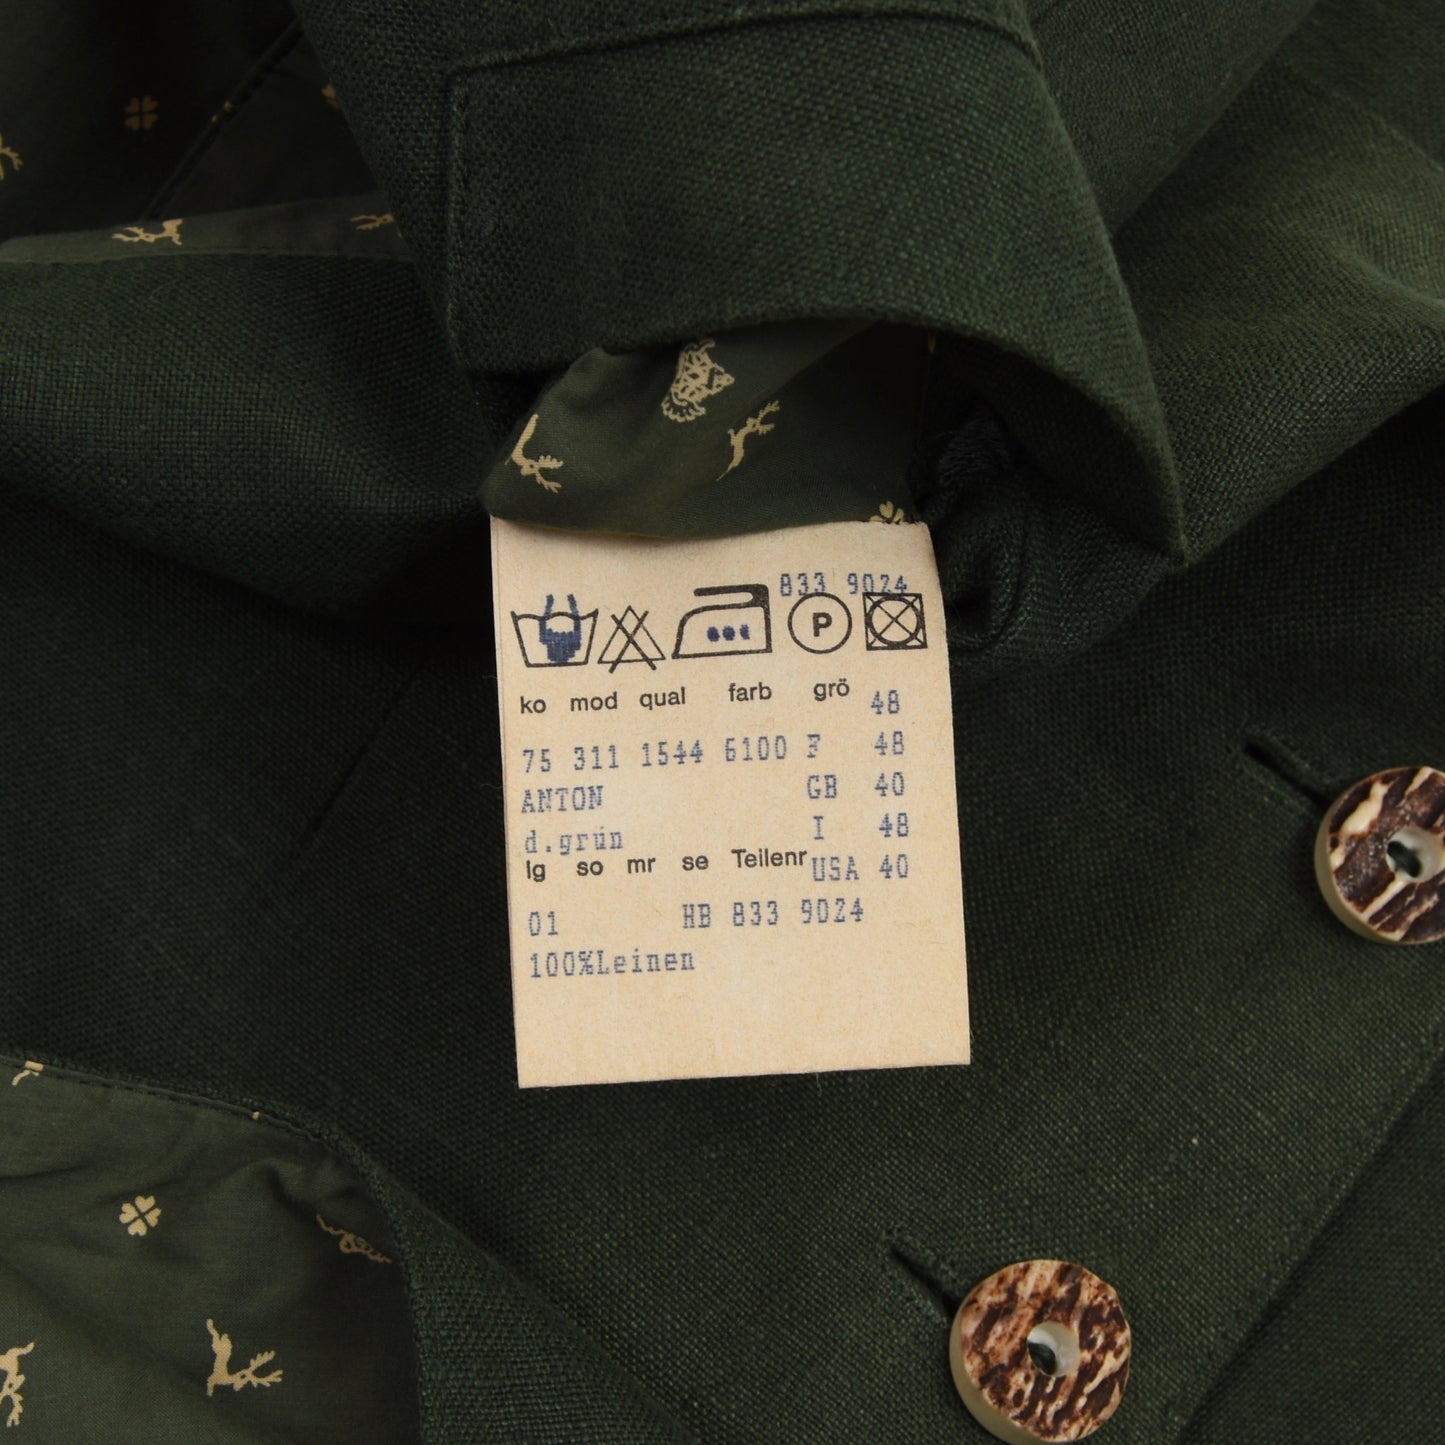 833 9024
P
ko mod qual farb grö 48
75 311 1544 6100 F 48
ANTON GB 40
d.grün I 48
lg so mr se Teilenr USA 40
01 HB 833 9024
100%Leinen